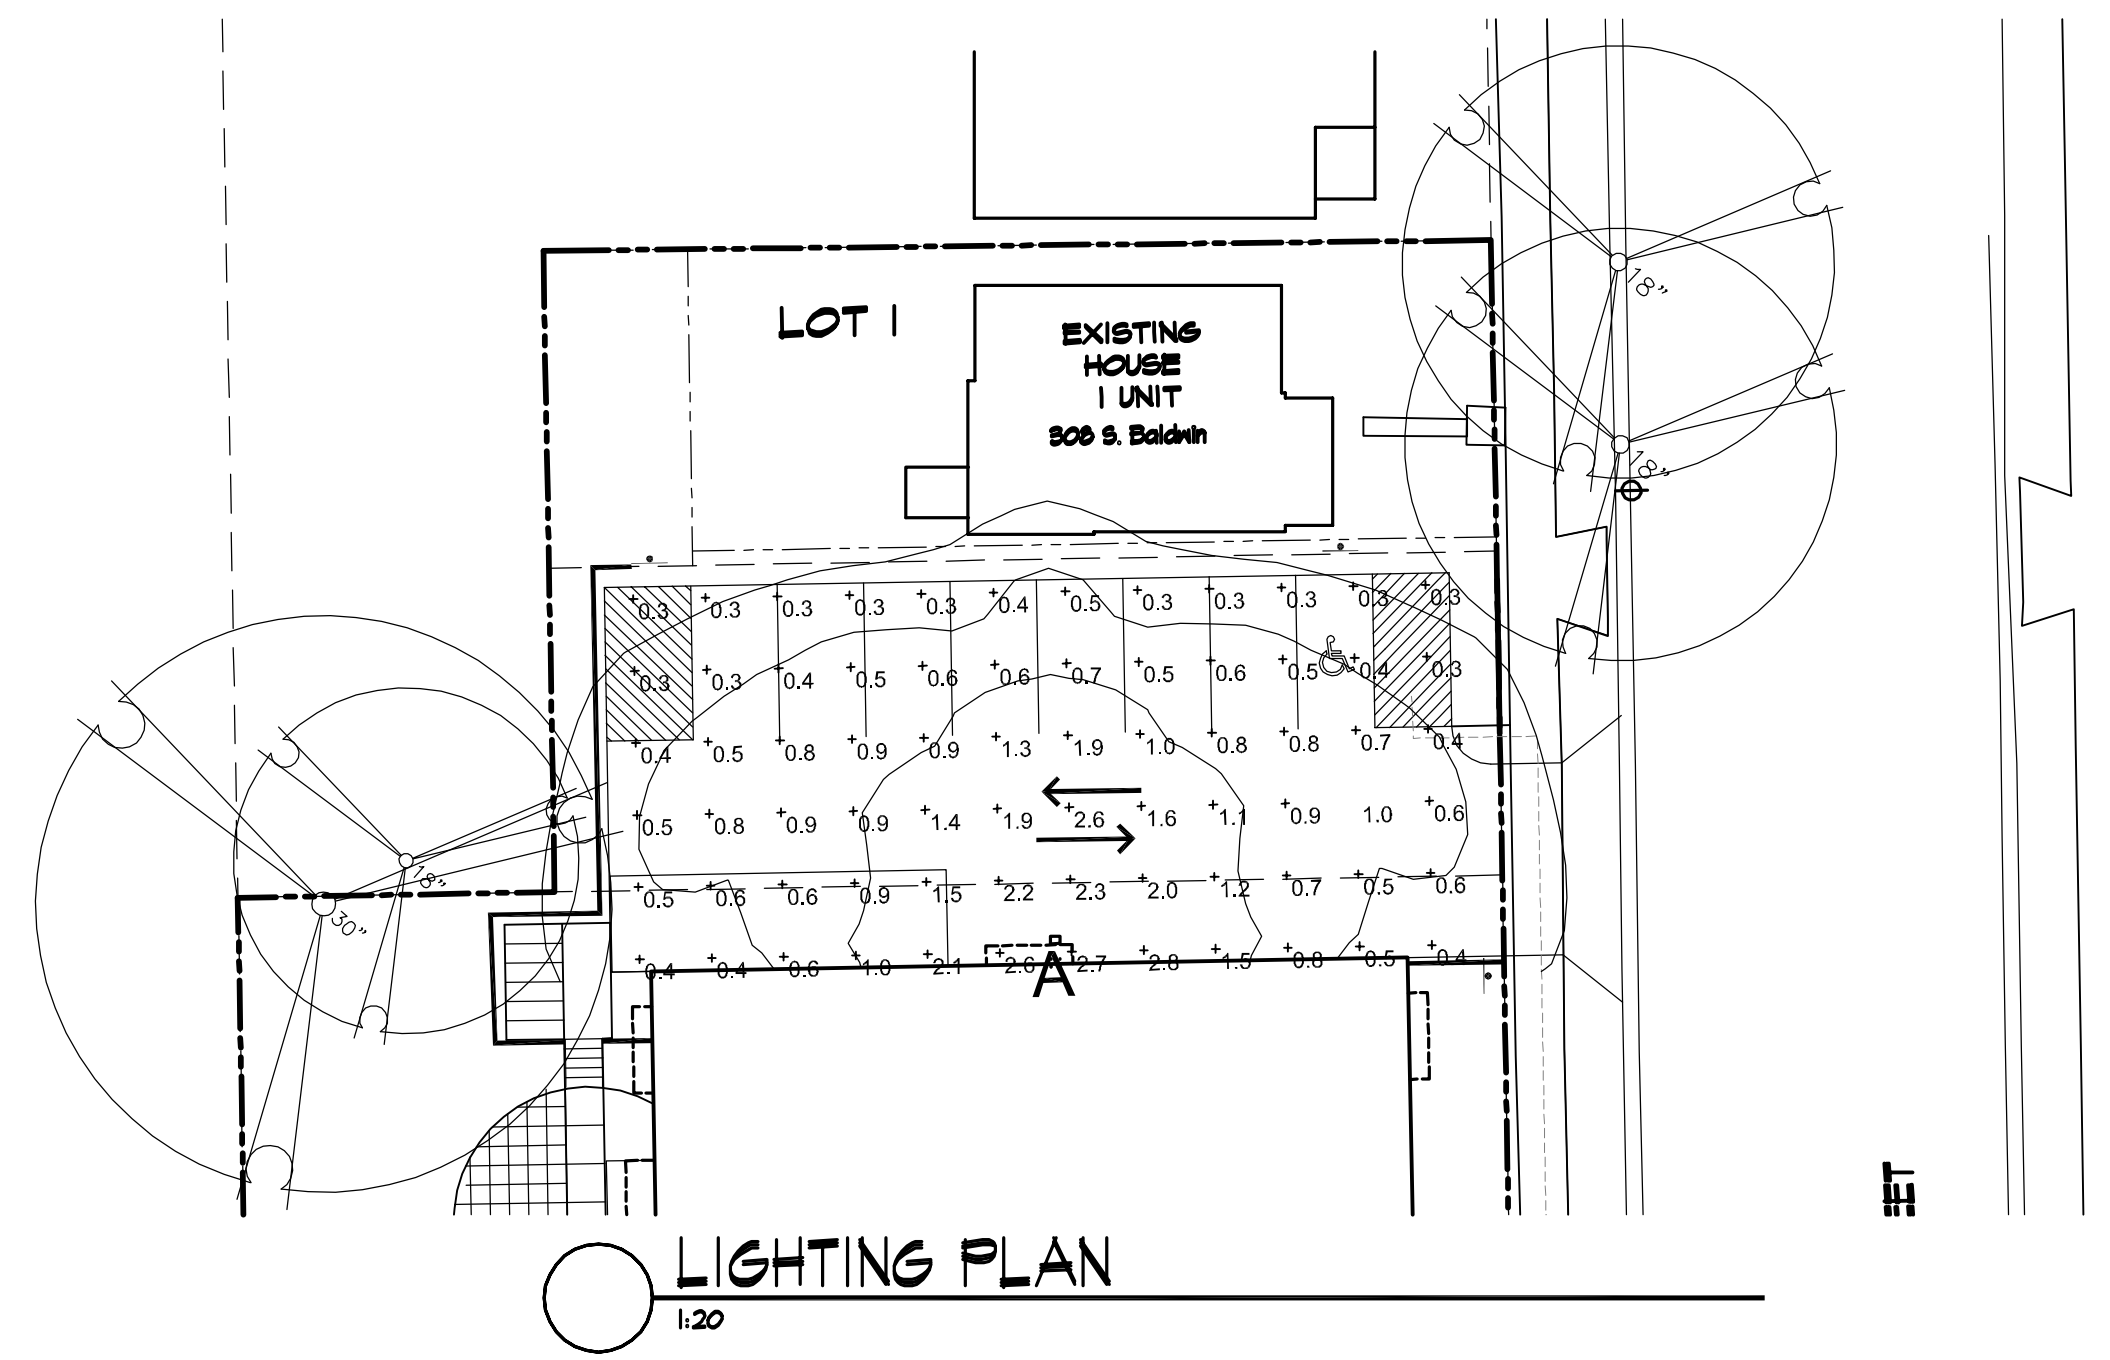 LOT 1
EXISTING
HOUSE
1 UNIT
308 S. Baldwin
18"
18"
0.3 0.3 0.3 0.3 0.3 0.4 0.5 0.3 0.3 0.3 0.3 0.3
0.3 0.3 0.4 0.5 0.6 0.6 0.7 0.5 0.6 0.5 0.4 0.3
0.4 0.5 0.8 0.9 0.9 1.3 1.9 1.0 0.8 0.8 0.7 0.4
0.5 0.8 0.9 0.9 1.4 1.9 2.6 1.6 1.1 0.9 1.0 0.6
18"
30"
0.5 0.6 0.6 0.9 1.5 2.2 2.3 2.0 1.2 0.7 0.5 0.6
0.4 0.4 0.6 1.0 2.1 2.6 2.7 2.8 1.5 0.8 0.5 0.4
A
EET
LIGHTING PLAN
1:20